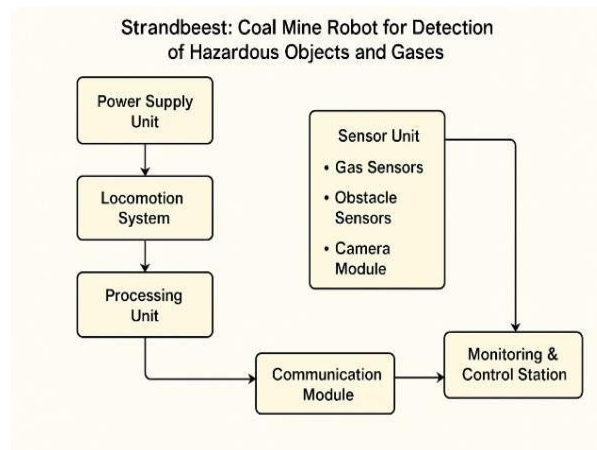 Strandbeest: Coal Mine Robot for Detection
of Hazardous Objects and Gases
Power Supply
Unit
Locomotion
System
Processing
Unit
Sensor Unit
• Gas Sensors
• Obstacle
Sensors
• Camera
Module
Communication
Module
Monitoring &
Control Station